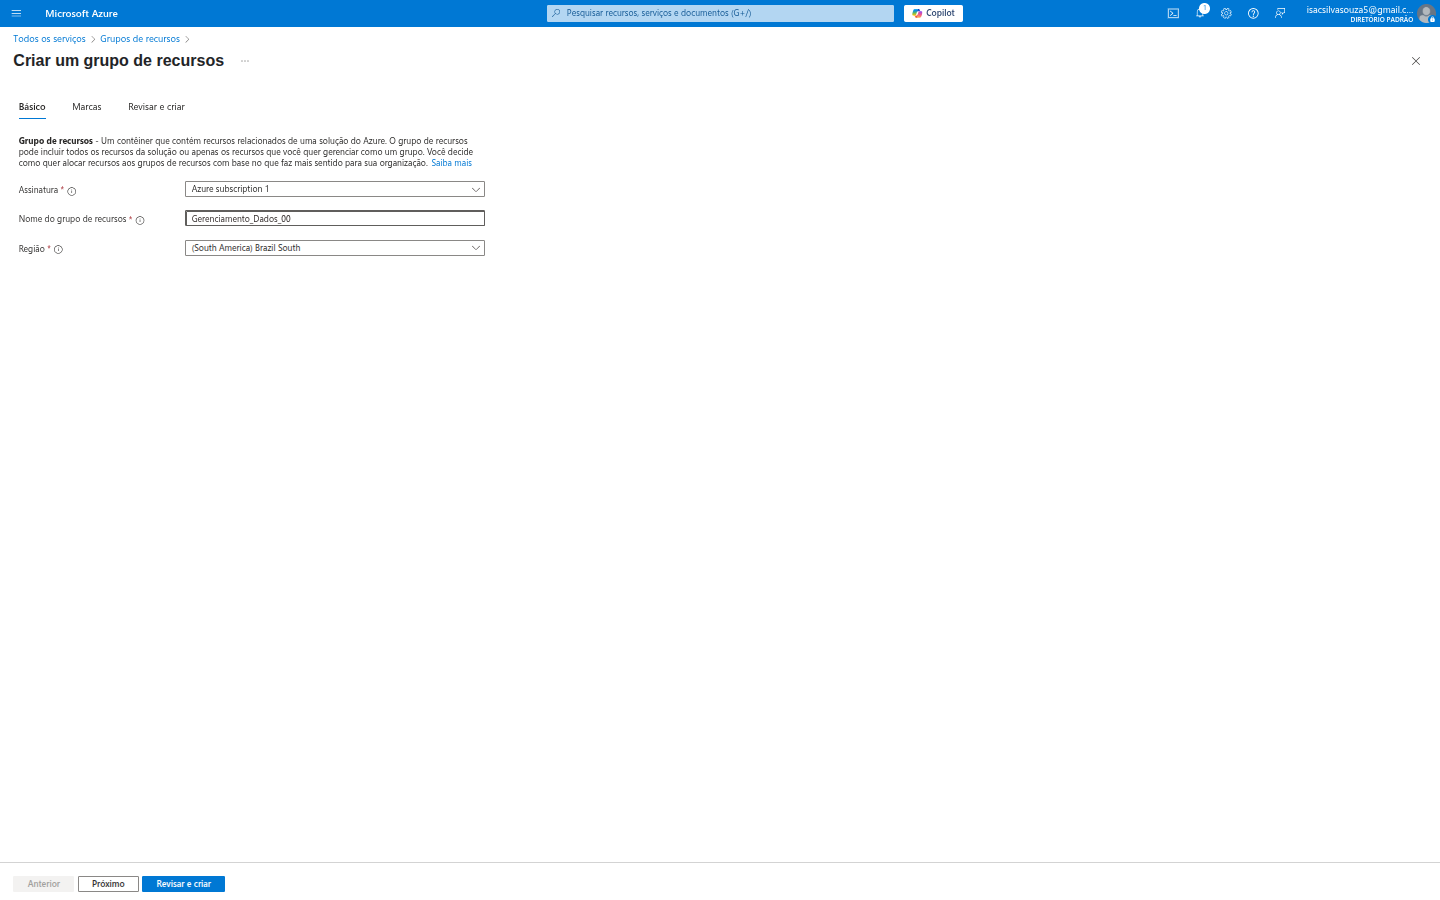 Microsoft Azure
Pesquisar recursos, serviços e documentos (G+/)
Copilot
1
isacsilvasouza5@gmail.c...
DIRETÓRIO PADRÃO
Todos os serviços > Grupos de recursos >
Criar um grupo de recursos ...
Básico Marcas Revisar e criar
Grupo de recursos - Um contêiner que contém recursos relacionados de uma solução do Azure. O grupo de recursos
pode incluir todos os recursos da solução ou apenas os recursos que você quer gerenciar como um grupo. Você decide
como quer alocar recursos aos grupos de recursos com base no que faz mais sentido para sua organização. Saiba mais
Assinatura * Azure subscription 1
Nome do grupo de recursos * Gerenciamento_Dados_00
Região * (South America) Brazil South
Anterior Próximo Revisar e criar